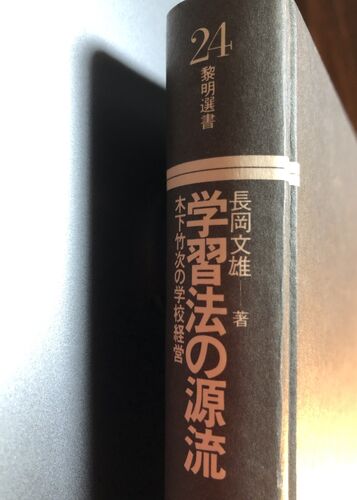 24
黎明選書
長岡文雄——著
学習法の源流
木下竹次の学校経営